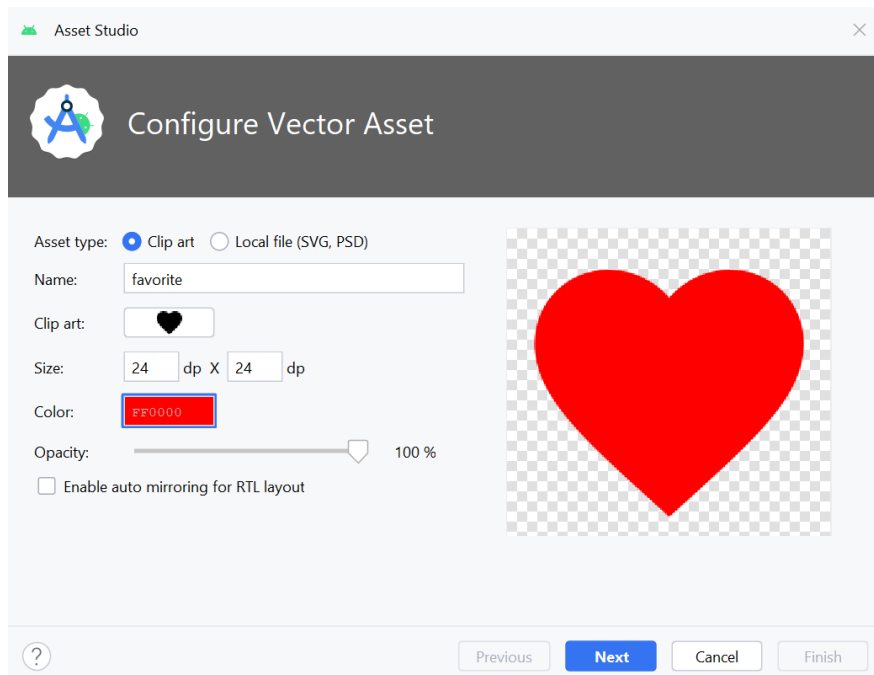 Asset Studio
Configure Vector Asset
Asset type: Clip art Local file (SVG, PSD)
Name: favorite
Clip art:
Size: 24 dp X 24 dp
Color: FF0000
Opacity: 100 %
Enable auto mirroring for RTL layout
? Previous Next Cancel Finish